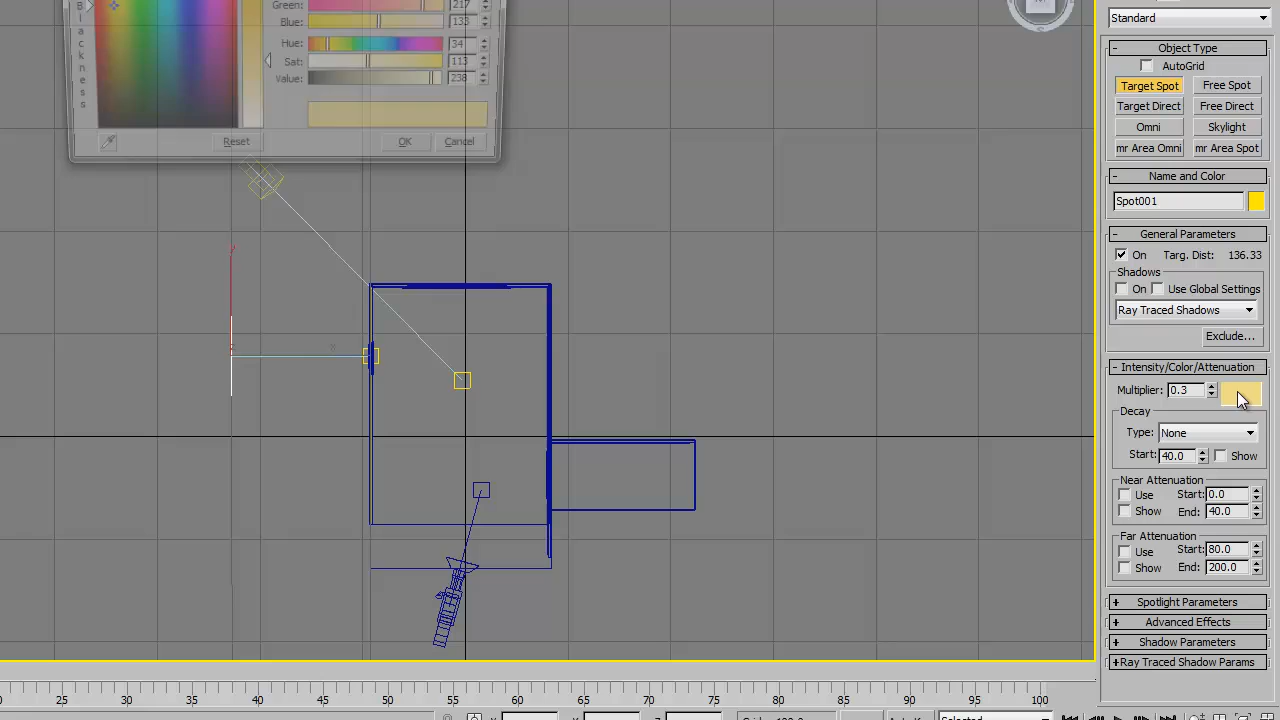 Green: 217
Blue: 133
Hue: 34
Sat: 113
Value: 238
B
l
a
c
k
n
e
s
s
Reset
OK
Cancel
Standard
Object Type
AutoGrid
Target Spot
Free Spot
Target Direct
Free Direct
Omni
Skylight
mr Area Omni
mr Area Spot
Name and Color
Spot001
General Parameters
On Targ. Dist: 136.33
Shadows
On Use Global Settings
Ray Traced Shadows
Exclude...
Intensity/Color/Attenuation
Multiplier: 0.3
Decay
Type: None
Start: 40.0 Show
Near Attenuation
Use Start: 0.0
Show End: 40.0
Far Attenuation
Use Start: 80.0
Show End: 200.0
Spotlight Parameters
Advanced Effects
Shadow Parameters
Ray Traced Shadow Params
y
x
25 30 35 40 45 50 55 60 65 70 75 80 85 90 95 100